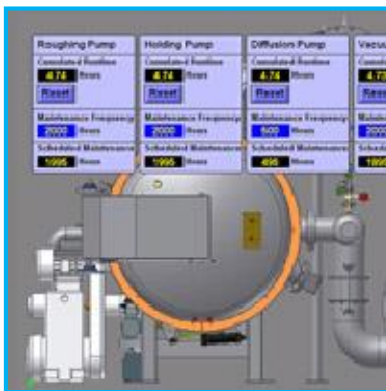 Roughing Pump
Cumulated Runtime
4.74 Hours
Reset
Maintenance Frequency
2000 Hours
Scheduled Maintenance
1995 Hours
Holding Pump
Cumulated Runtime
4.74 Hours
Reset
Maintenance Frequency
2000 Hours
Scheduled Maintenance
1995 Hours
Diffusion Pump
Cumulated Runtime
4.74 Hours
Reset
Maintenance Frequency
500 Hours
Scheduled Maintenance
495 Hours
Vacuu
Reset